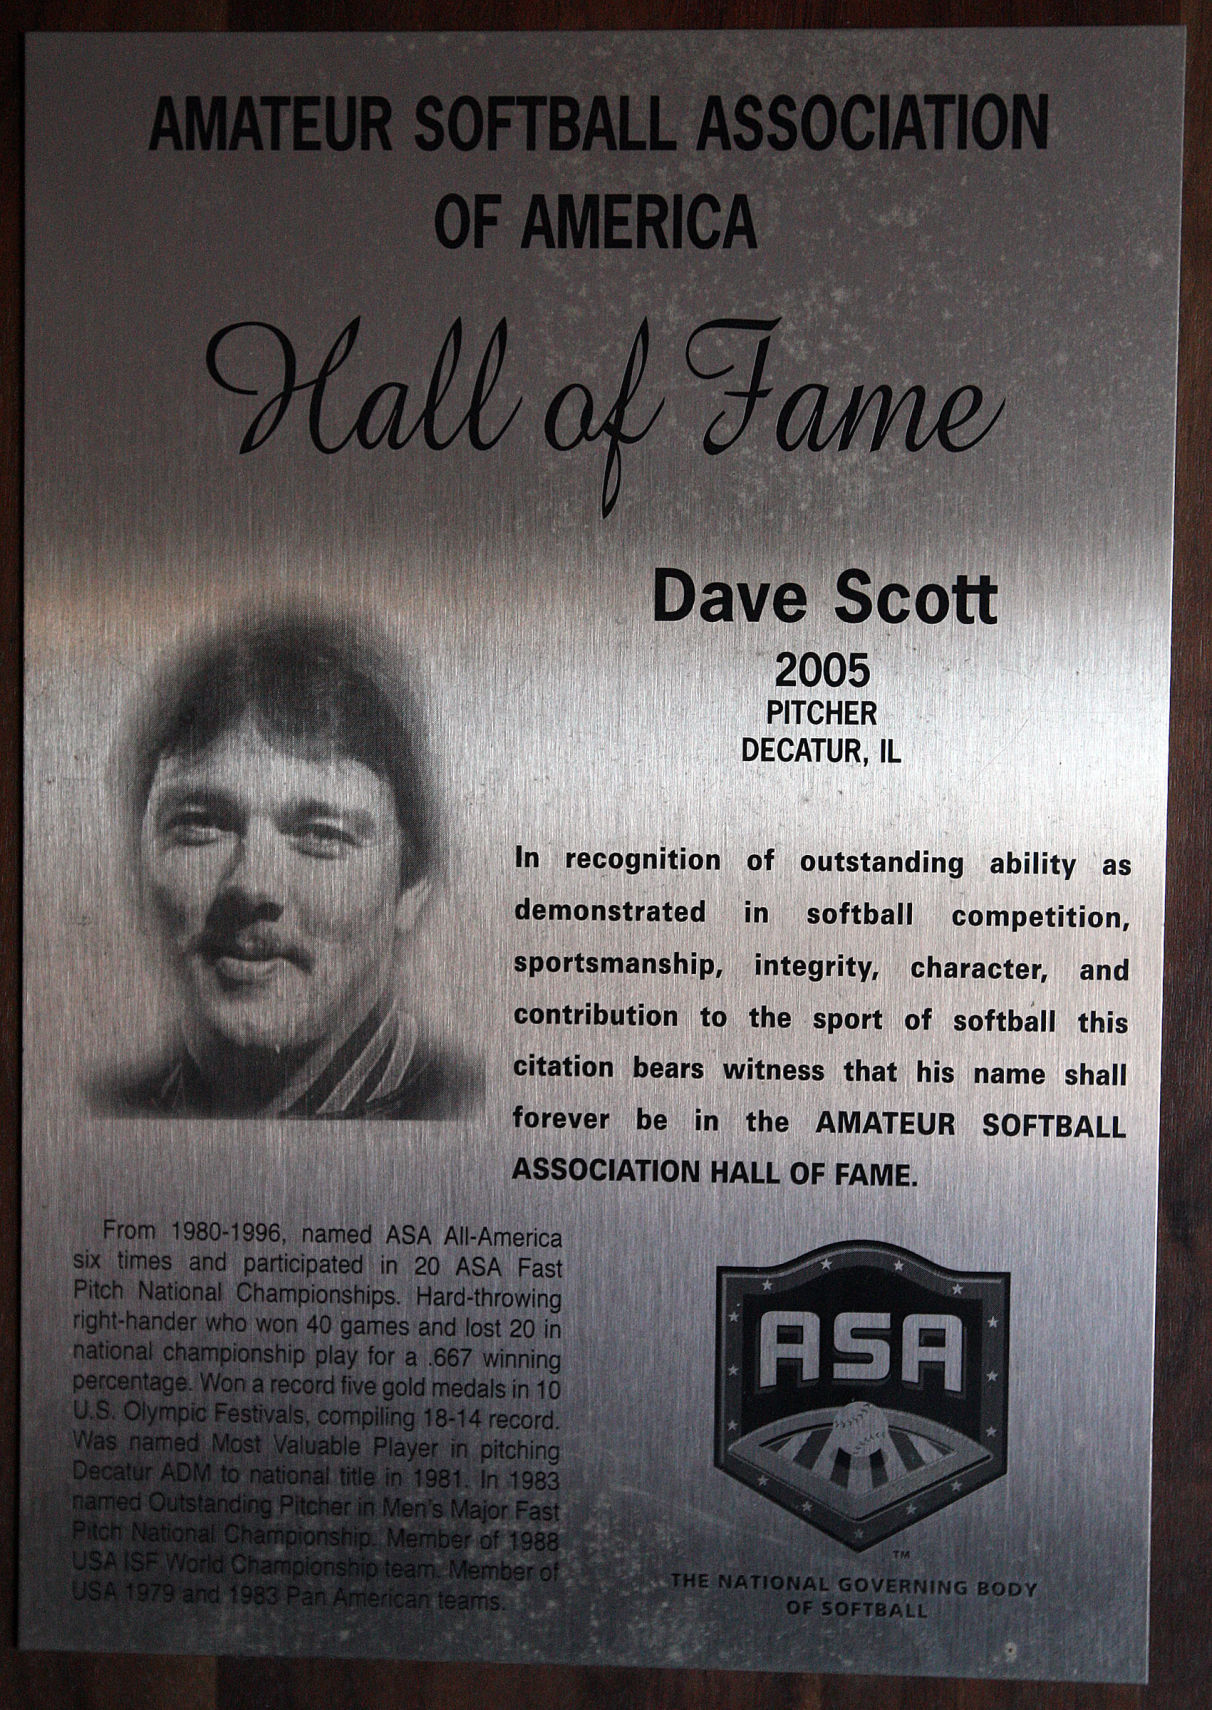 AMATEUR SOFTBALL ASSOCIATION
OF AMERICA
Hall of Fame
Dave Scott
2005
PITCHER
DECATUR, IL
In recognition of outstanding ability as
demonstrated in softball competition,
sportsmanship, integrity, character, and
contribution to the sport of softball this
citation bears witness that his name shall
forever be in the AMATEUR SOFTBALL
ASSOCIATION HALL OF FAME.
From 1980-1996, named ASA All-America
six times and participated in 20 ASA Fast
Pitch National Championships. Hard-throwing
right-hander who won 40 games and lost 20 in
national championship play for a .667 winning
percentage. Won a record five gold medals in 10
U.S. Olympic Festivals, compiling 18-14 record.
Was named Most Valuable Player in pitching
Decatur ADM to national title in 1981. In 1983
named Outstanding Pitcher in Men's Major Fast
Pitch National Championship. Member of 1988
USA ISF World Championship team. Member of
USA 1979 and 1983 Pan American teams.
ASA
TM
THE NATIONAL GOVERNING BODY
OF SOFTBALL